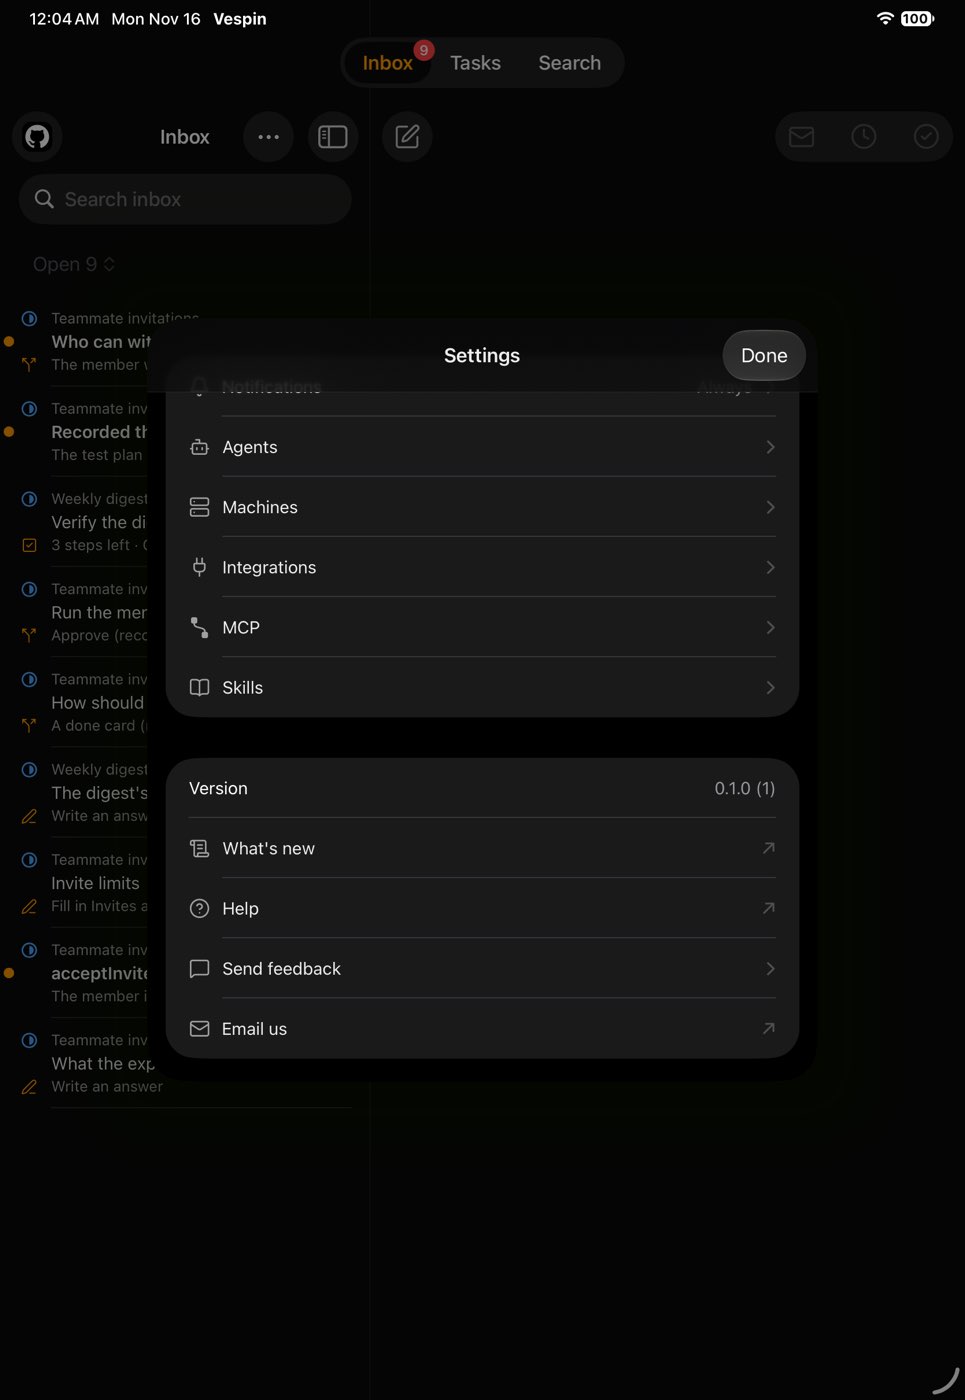 12:04 AM Mon Nov 16 Vespin
100
Inbox 9 Tasks Search
Inbox
Search inbox
Open 9
Teammate invitations
Who can wit
The member
Teammate inv
Recorded th
The test plan
Weekly digest
Verify the di
3 steps left ·
Teammate inv
Run the mer
Approve (reco
Teammate inv
How should
A done card (
Weekly digest
The digest's
Write an answ
Teammate inv
Invite limits
Fill in Invites a
Teammate inv
acceptInvite
The member i
Teammate inv
What the exp
Write an answer
Settings
Done
Notifications Always
Agents
Machines
Integrations
MCP
Skills
Version 0.1.0 (1)
What's new
Help
Send feedback
Email us